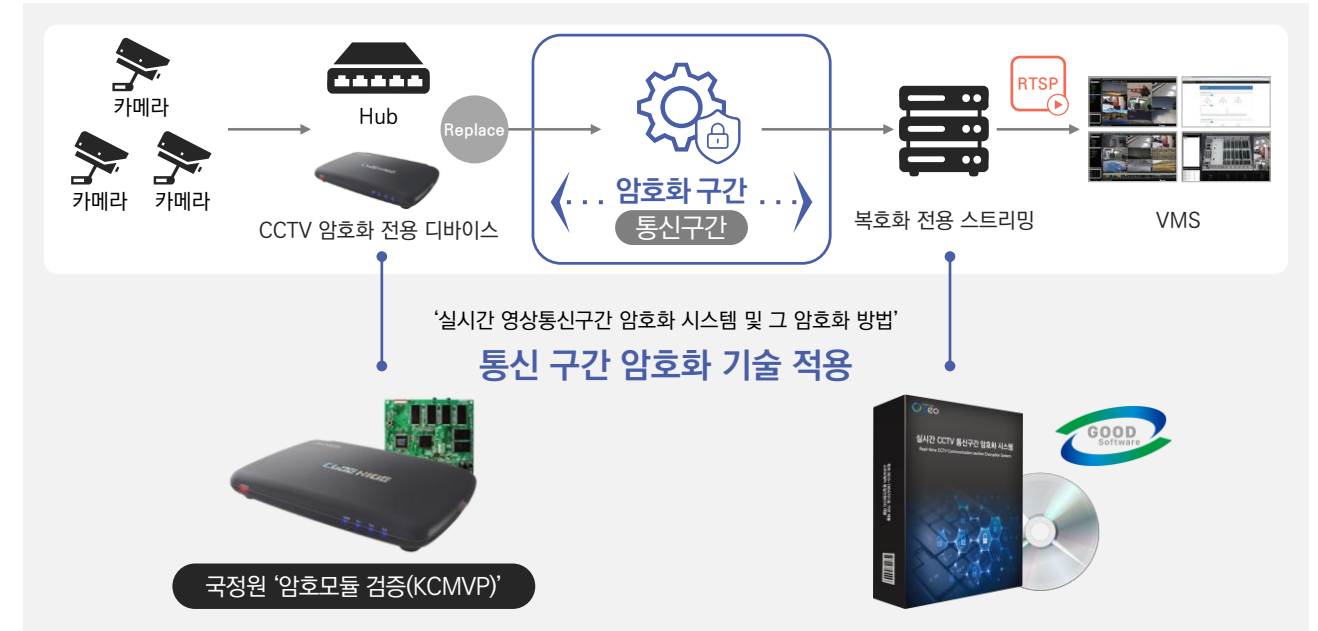 카메라
카메라 카메라
Hub
Replace
CCTV 암호화 전용 디바이스
. . . 암호화 구간 . . .
통신구간
복호화 전용 스트리밍
RTSP
VMS
‘실시간 영상통신구간 암호화 시스템 및 그 암호화 방법’
통신 구간 암호화 기술 적용
국정원 ‘암호모듈 검증(KCMVP)’
실시간 CCTV 통신구간 암호화 시스템
GOOD
Software